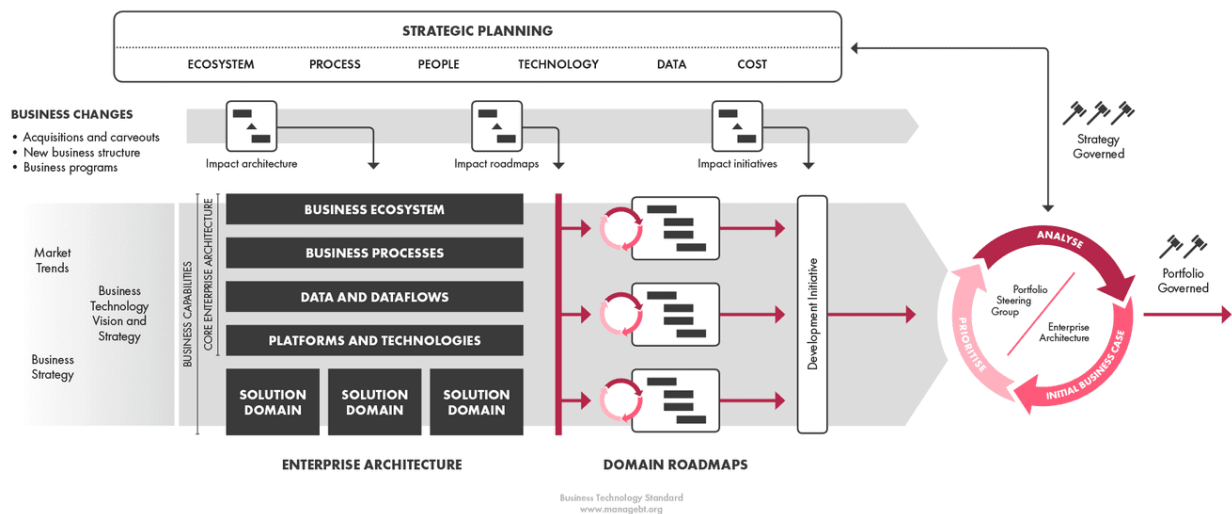 STRATEGIC PLANNING
ECOSYSTEM PROCESS PEOPLE TECHNOLOGY DATA COST
BUSINESS CHANGES
• Acquisitions and carveouts
• New business structure
• Business programs
Impact architecture
Impact roadmaps
Impact initiatives
Strategy
Governed
Market
Trends
Business
Technology
Vision and
Strategy
Business
Strategy
BUSINESS CAPABILITIES
CORE ENTERPRISE ARCHITECTURE
BUSINESS ECOSYSTEM
BUSINESS PROCESSES
DATA AND DATAFLOWS
PLATFORMS AND TECHNOLOGIES
SOLUTION
DOMAIN
SOLUTION
DOMAIN
SOLUTION
DOMAIN
ENTERPRISE ARCHITECTURE
DOMAIN ROADMAPS
Development Initiative
ANALYSE
INITIAL BUSINESS CASE
PRIORITISE
Portfolio
Steering
Group
Enterprise
Architecture
Portfolio
Governed
Business Technology Standard
www.managebt.org